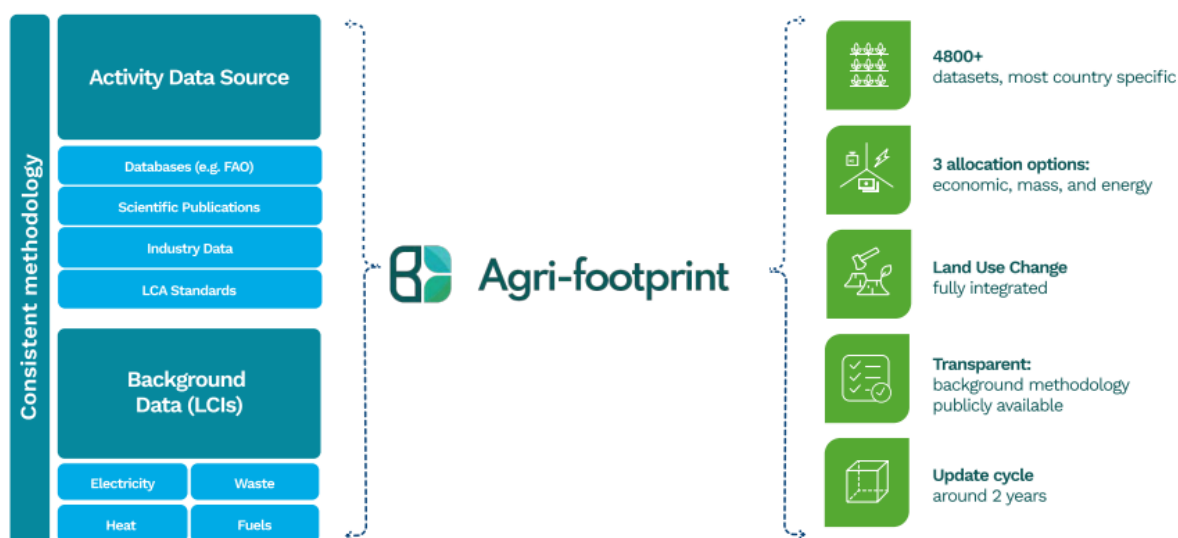 Consistent methodology
Activity Data Source
Databases (e.g. FAO)
Scientific Publications
Industry Data
LCA Standards
Background
Data (LCIs)
Electricity
Waste
Heat
Fuels
Agri-footprint
4800+
datasets, most country specific
3 allocation options:
economic, mass, and energy
Land Use Change
fully integrated
Transparent:
background methodology
publicly available
Update cycle
around 2 years